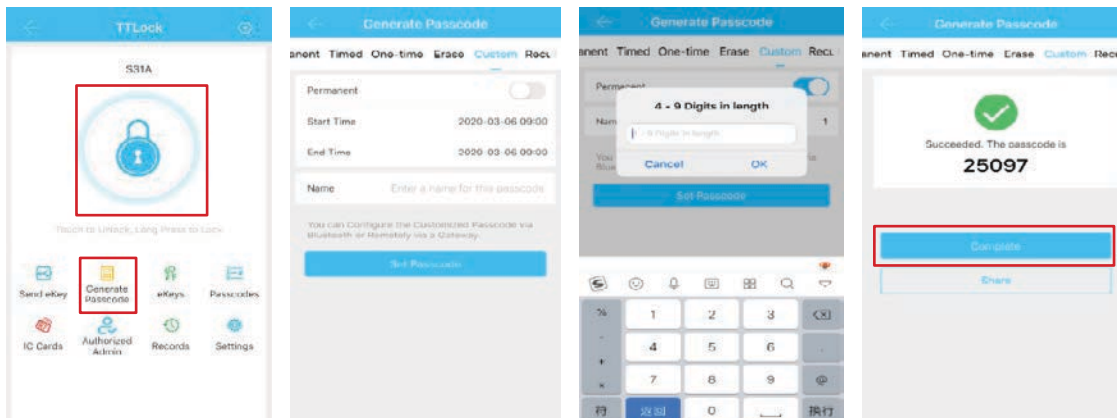 TTLock
S31A
Touch to Unlock, Long Press to Lock
Send eKey
Generate
Passcode
eKeys
Passcodes
IC Cards
Authorized
Admin
Records
Settings
Generate Passcode
anent Timed One-time Erase Custom Recu
Permanent
Start Time 2020-03-06 09:00
End Time 2020-03-06 00:00
Name Enter a name for this passcode
You can Configure the Customized Passcode via
Bluetooth or Remotely via a Gateway.
Set Passcode
Generate Passcode
anent Timed One-time Erase Custom Recu
4 - 9 Digits in length
1
Digits in length
You
Cancel OK
Set Passcode
1 2 3
4 5 6
7 8 9 @
符 返回 0 换行
Generate Passcode
anent Timed One-time Erase Custom Recu
Succeeded. The passcode is
25097
Complete
Share